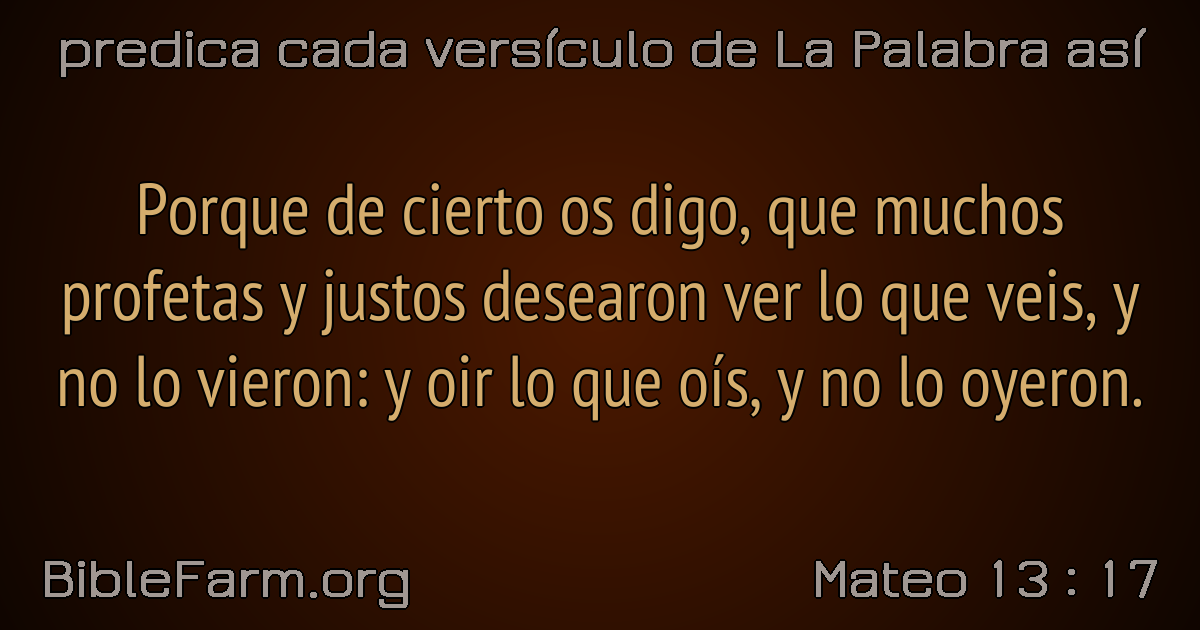 predica cada versículo de La Palabra así
Porque de cierto os digo, que muchos
profetas y justos desearon ver lo que veis, y
no lo vieron: y oir lo que oís, y no lo oyeron.
BibleFarm.org
Mateo 13 : 17